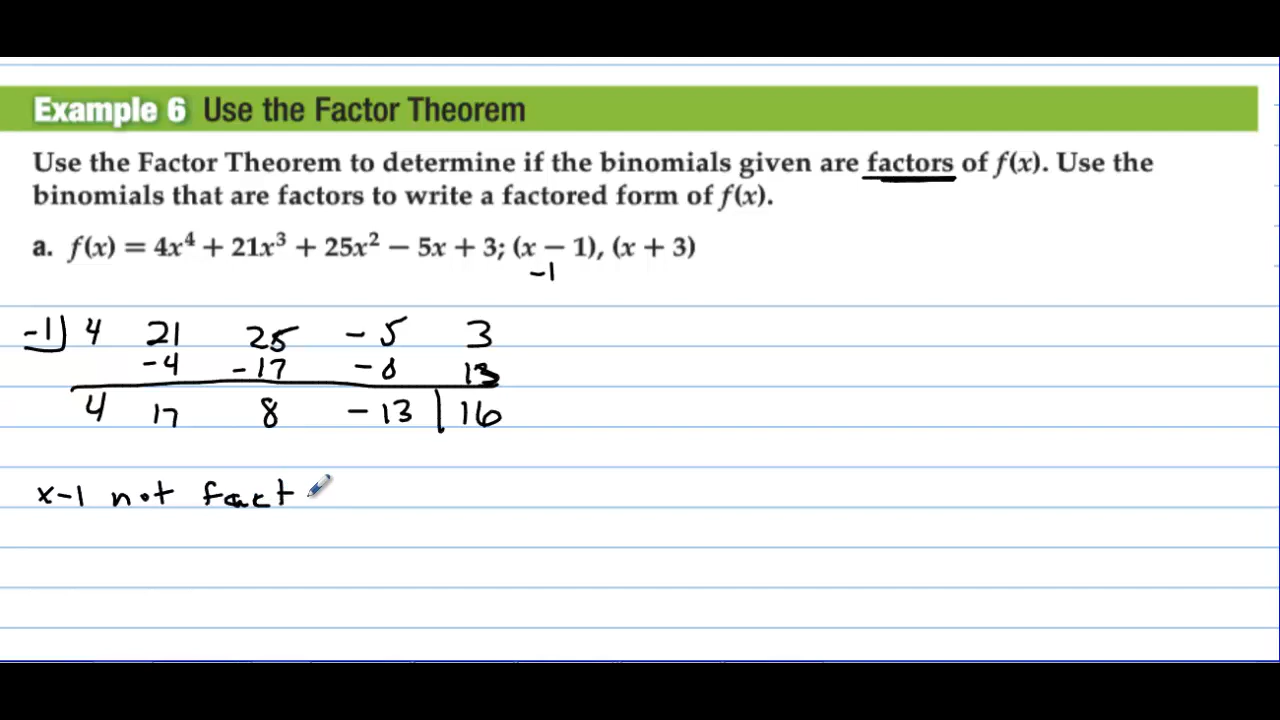 Example 6 Use the Factor Theorem
Use the Factor Theorem to determine if the binomials given are factors of f(x). Use the
binomials that are factors to write a factored form of f(x).
a. f(x) = 4x⁴ + 21x³ + 25x² − 5x + 3; (x − 1), (x + 3)
-1
-1 4 21 25 -5 3
-4 -17 -8 13
4 17 8 -13 16
x-1 not fact